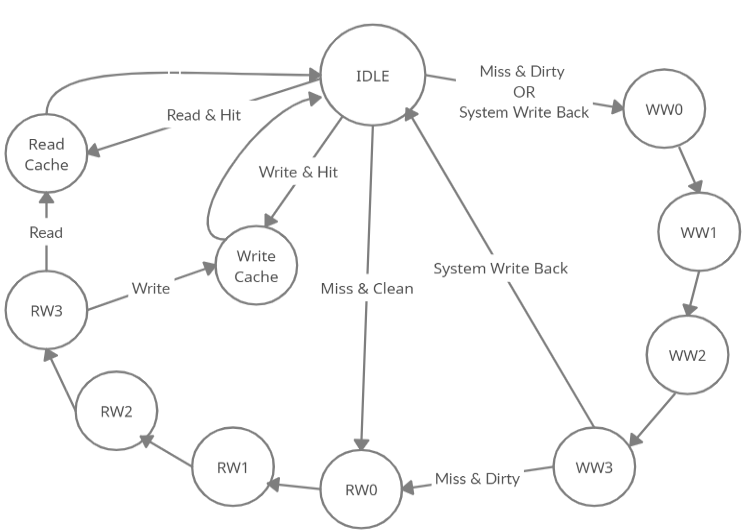 IDLE
Miss & Dirty
OR
System Write Back
WW0
Read & Hit
Read
Cache
Write & Hit
Read
WW1
Write
Cache
System Write Back
Write
Miss & Clean
RW3
WW2
RW2
RW1
WW3
Miss & Dirty
RW0